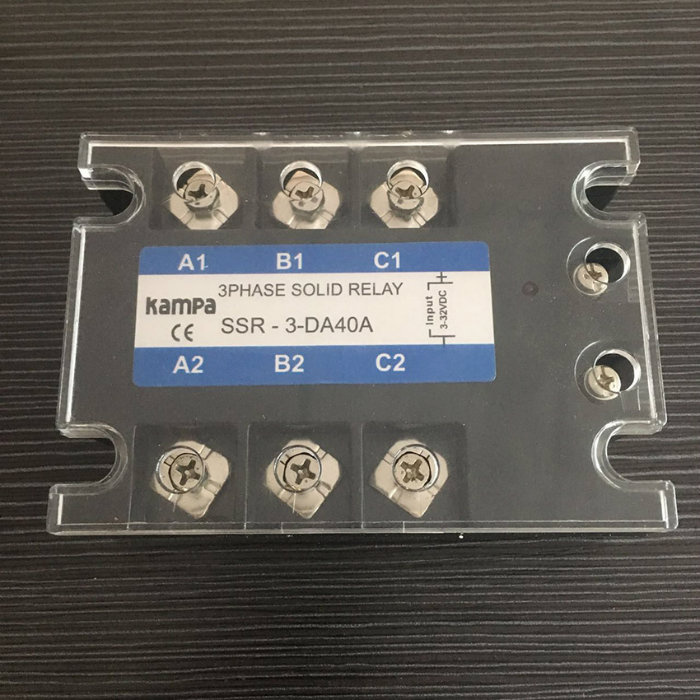 A1 B1 C1
3PHASE SOLID RELAY
kampa
CE
SSR - 3-DA40A
Input
3-32VDC
+
-
A2 B2 C2